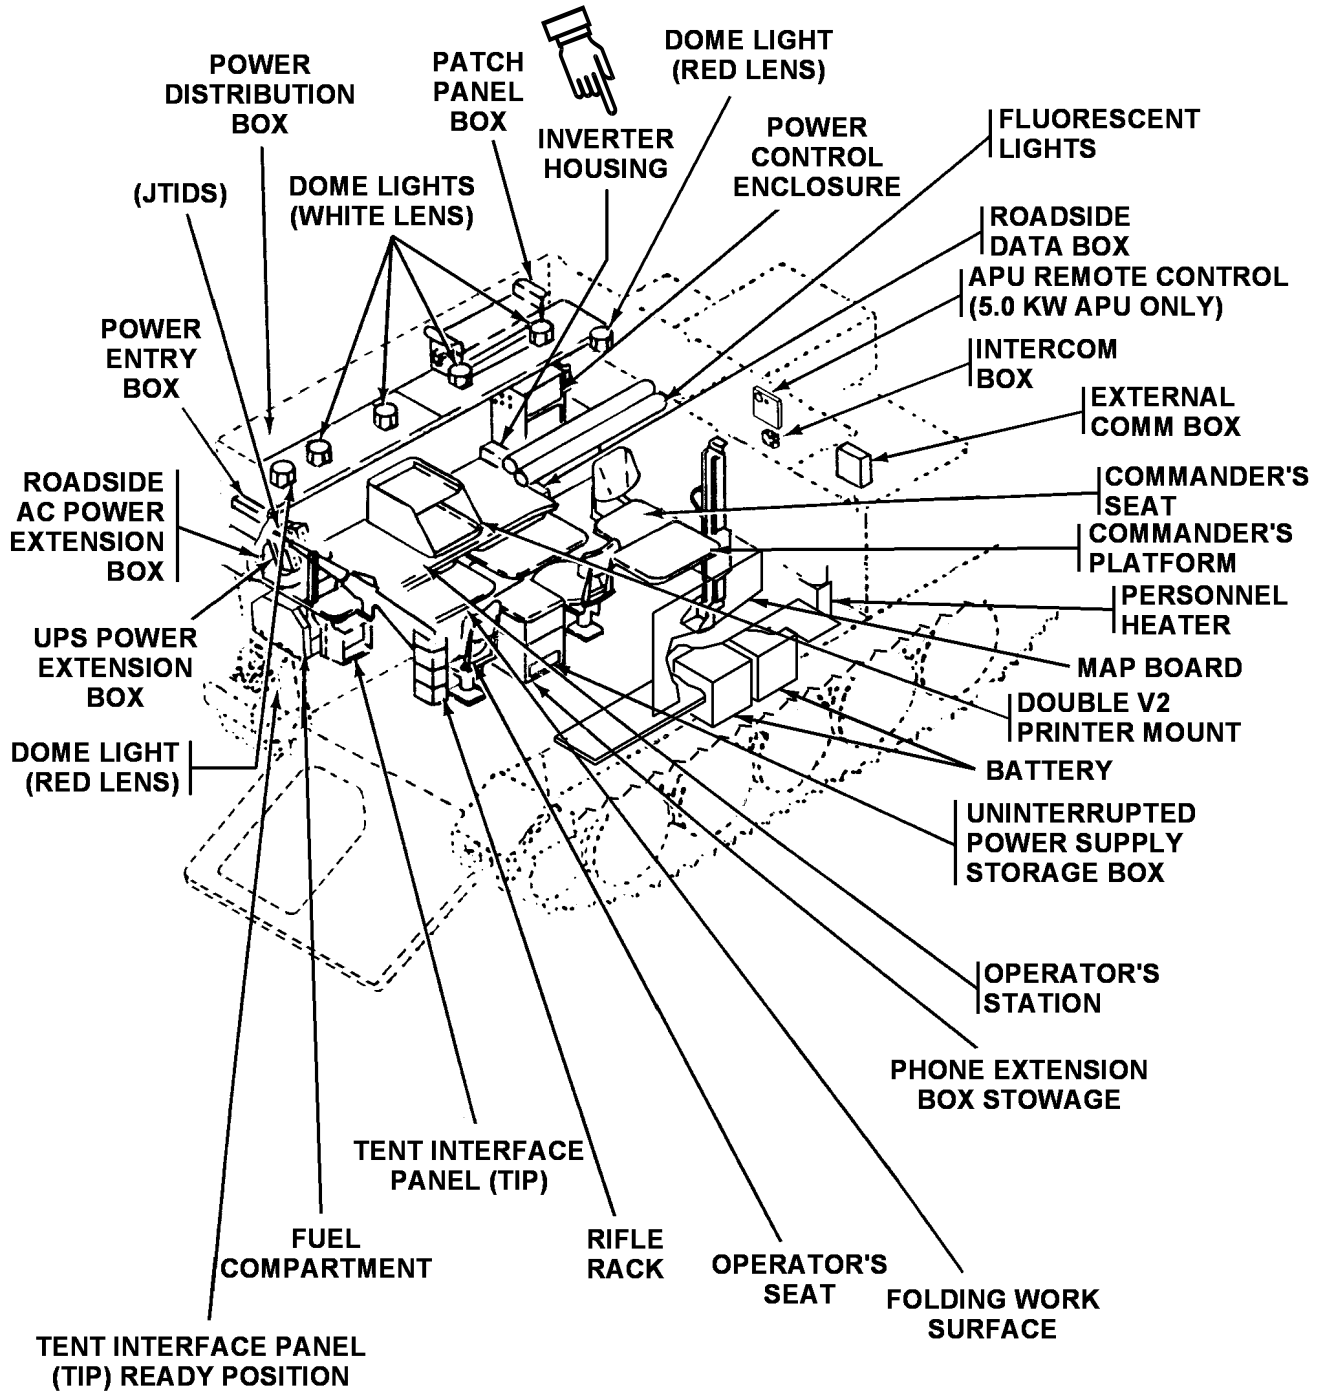 DOME LIGHT
(RED LENS)
POWER
DISTRIBUTION
BOX
PATCH
PANEL
BOX
INVERTER
HOUSING
POWER
CONTROL
ENCLOSURE
FLUORESCENT
LIGHTS
(JTIDS)
DOME LIGHTS
(WHITE LENS)
ROADSIDE
DATA BOX
APU REMOTE CONTROL
(5.0 KW APU ONLY)
POWER
ENTRY
BOX
INTERCOM
BOX
EXTERNAL
COMM BOX
ROADSIDE
AC POWER
EXTENSION
BOX
COMMANDER'S
SEAT
COMMANDER'S
PLATFORM
PERSONNEL
HEATER
UPS POWER
EXTENSION
BOX
MAP BOARD
DOUBLE V2
PRINTER MOUNT
DOME LIGHT
(RED LENS)
BATTERY
UNINTERRUPTED
POWER SUPPLY
STORAGE BOX
OPERATOR'S
STATION
PHONE EXTENSION
BOX STOWAGE
TENT INTERFACE
PANEL (TIP)
FUEL
COMPARTMENT
RIFLE
RACK
OPERATOR'S
SEAT
FOLDING WORK
SURFACE
TENT INTERFACE PANEL
(TIP) READY POSITION